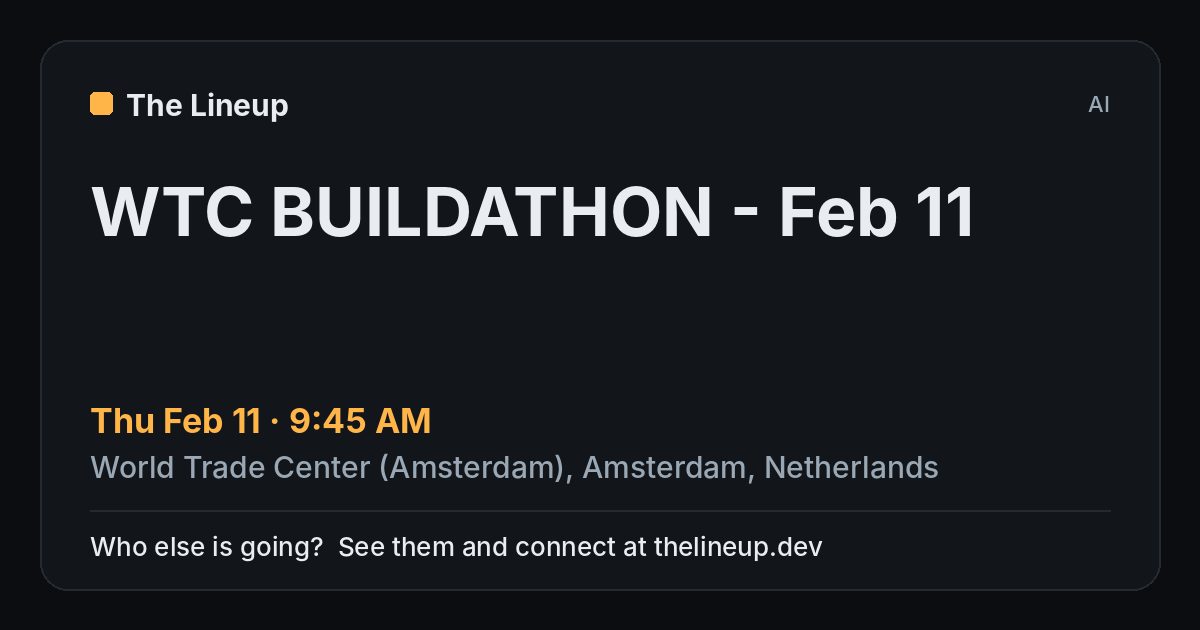 The Lineup
AI
WTC BUILDATHON - Feb 11
Thu Feb 11 · 9:45 AM
World Trade Center (Amsterdam), Amsterdam, Netherlands
Who else is going? See them and connect at thelineup.dev